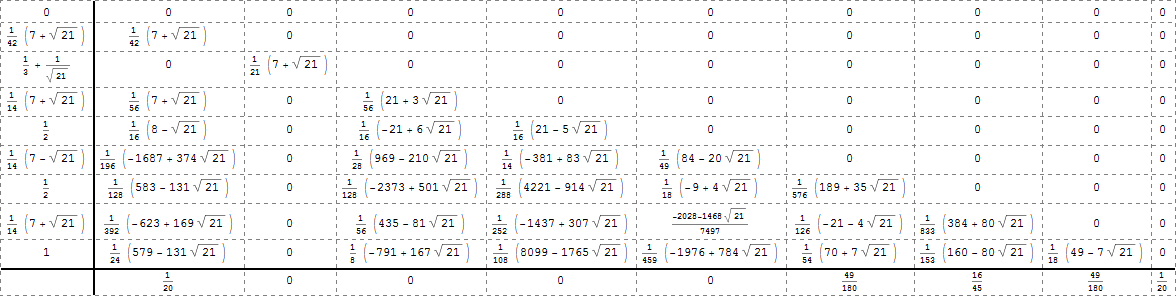 0 0 0 0 0 0 0 0 0 0
1/42 (7 + √21) 1/42 (7 + √21) 0 0 0 0 0 0 0 0
1/3 + 1/√21 0 1/21 (7 + √21) 0 0 0 0 0 0 0
1/14 (7 + √21) 1/56 (7 + √21) 0 1/56 (21 + 3 √21) 0 0 0 0 0 0
1/2 1/16 (8 - √21) 0 1/16 (-21 + 6 √21) 1/16 (21 - 5 √21) 0 0 0 0 0
1/14 (7 - √21) 1/196 (-1687 + 374 √21) 0 1/28 (969 - 210 √21) 1/14 (-381 + 83 √21) 1/49 (84 - 20 √21) 0 0 0 0
1/2 1/128 (583 - 131 √21) 0 1/128 (-2373 + 501 √21) 1/288 (4221 - 914 √21) 1/18 (-9 + 4 √21) 1/576 (189 + 35 √21) 0 0 0
1/14 (7 + √21) 1/392 (-623 + 169 √21) 0 1/56 (435 - 81 √21) 1/252 (-1437 + 307 √21) (-2028-1468 √21)/7497 1/126 (-21 - 4 √21) 1/833 (384 + 80 √21) 0 0
1 1/24 (579 - 131 √21) 0 1/8 (-791 + 167 √21) 1/108 (8099 - 1765 √21) 1/459 (-1976 + 784 √21) 1/54 (70 + 7 √21) 1/153 (160 - 80 √21) 1/18 (49 - 7 √21) 0
1/20 0 0 0 0 49/180 16/45 49/180 1/20